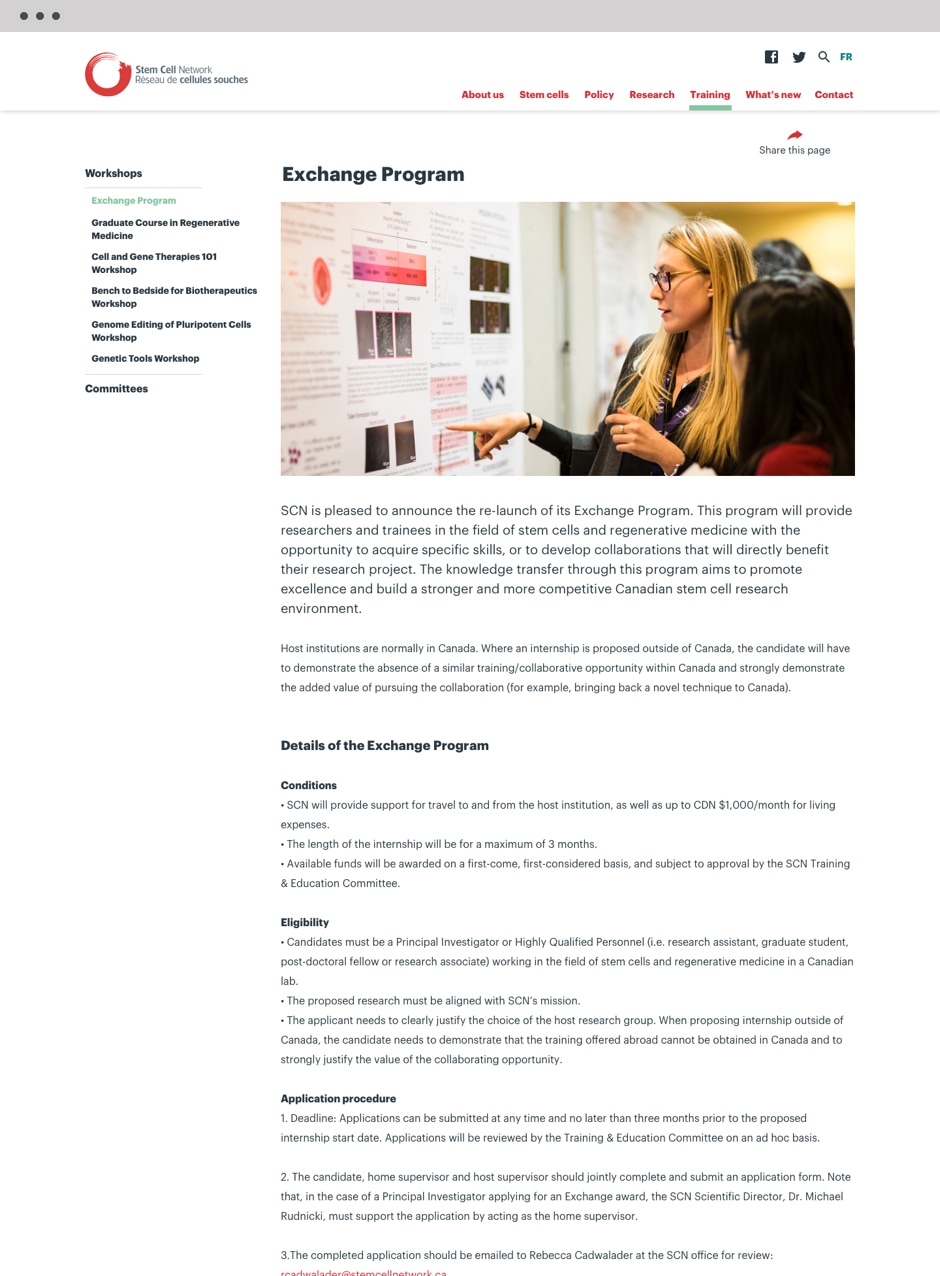 Stem Cell Network
Réseau de cellules souches
FR
About us
Stem cells
Policy
Research
Training
What's new
Contact
Share this page
Workshops
Exchange Program
Graduate Course in Regenerative
Medicine
Cell and Gene Therapies 101
Workshop
Bench to Bedside for Biotherapeutics
Workshop
Genome Editing of Pluripotent Cells
Workshop
Genetic Tools Workshop
Committees
Exchange Program
SCN is pleased to announce the re-launch of its Exchange Program. This program will provide
researchers and trainees in the field of stem cells and regenerative medicine with the
opportunity to acquire specific skills, or to develop collaborations that will directly benefit
their research project. The knowledge transfer through this program aims to promote
excellence and build a stronger and more competitive Canadian stem cell research
environment.
Host institutions are normally in Canada. Where an internship is proposed outside of Canada, the candidate will have
to demonstrate the absence of a similar training/collaborative opportunity within Canada and strongly demonstrate
the added value of pursuing the collaboration (for example, bringing back a novel technique to Canada).
Details of the Exchange Program
Conditions
• SCN will provide support for travel to and from the host institution, as well as up to CDN $1,000/month for living
expenses.
• The length of the internship will be for a maximum of 3 months.
• Available funds will be awarded on a first-come, first-considered basis, and subject to approval by the SCN Training
& Education Committee.
Eligibility
• Candidates must be a Principal Investigator or Highly Qualified Personnel (i.e. research assistant, graduate student,
post-doctoral fellow or research associate) working in the field of stem cells and regenerative medicine in a Canadian
lab.
• The proposed research must be aligned with SCN's mission.
• The applicant needs to clearly justify the choice of the host research group. When proposing internship outside of
Canada, the candidate needs to demonstrate that the training offered abroad cannot be obtained in Canada and to
strongly justify the value of the collaborating opportunity.
Application procedure
1. Deadline: Applications can be submitted at any time and no later than three months prior to the proposed
internship start date. Applications will be reviewed by the Training & Education Committee on an ad hoc basis.
2. The candidate, home supervisor and host supervisor should jointly complete and submit an application form. Note
that, in the case of a Principal Investigator applying for an Exchange award, the SCN Scientific Director, Dr. Michael
Rudnicki, must support the application by acting as the home supervisor.
3.The completed application should be emailed to Rebecca Cadwalader at the SCN office for review:
rcadwalader@stemcellnetwork.ca